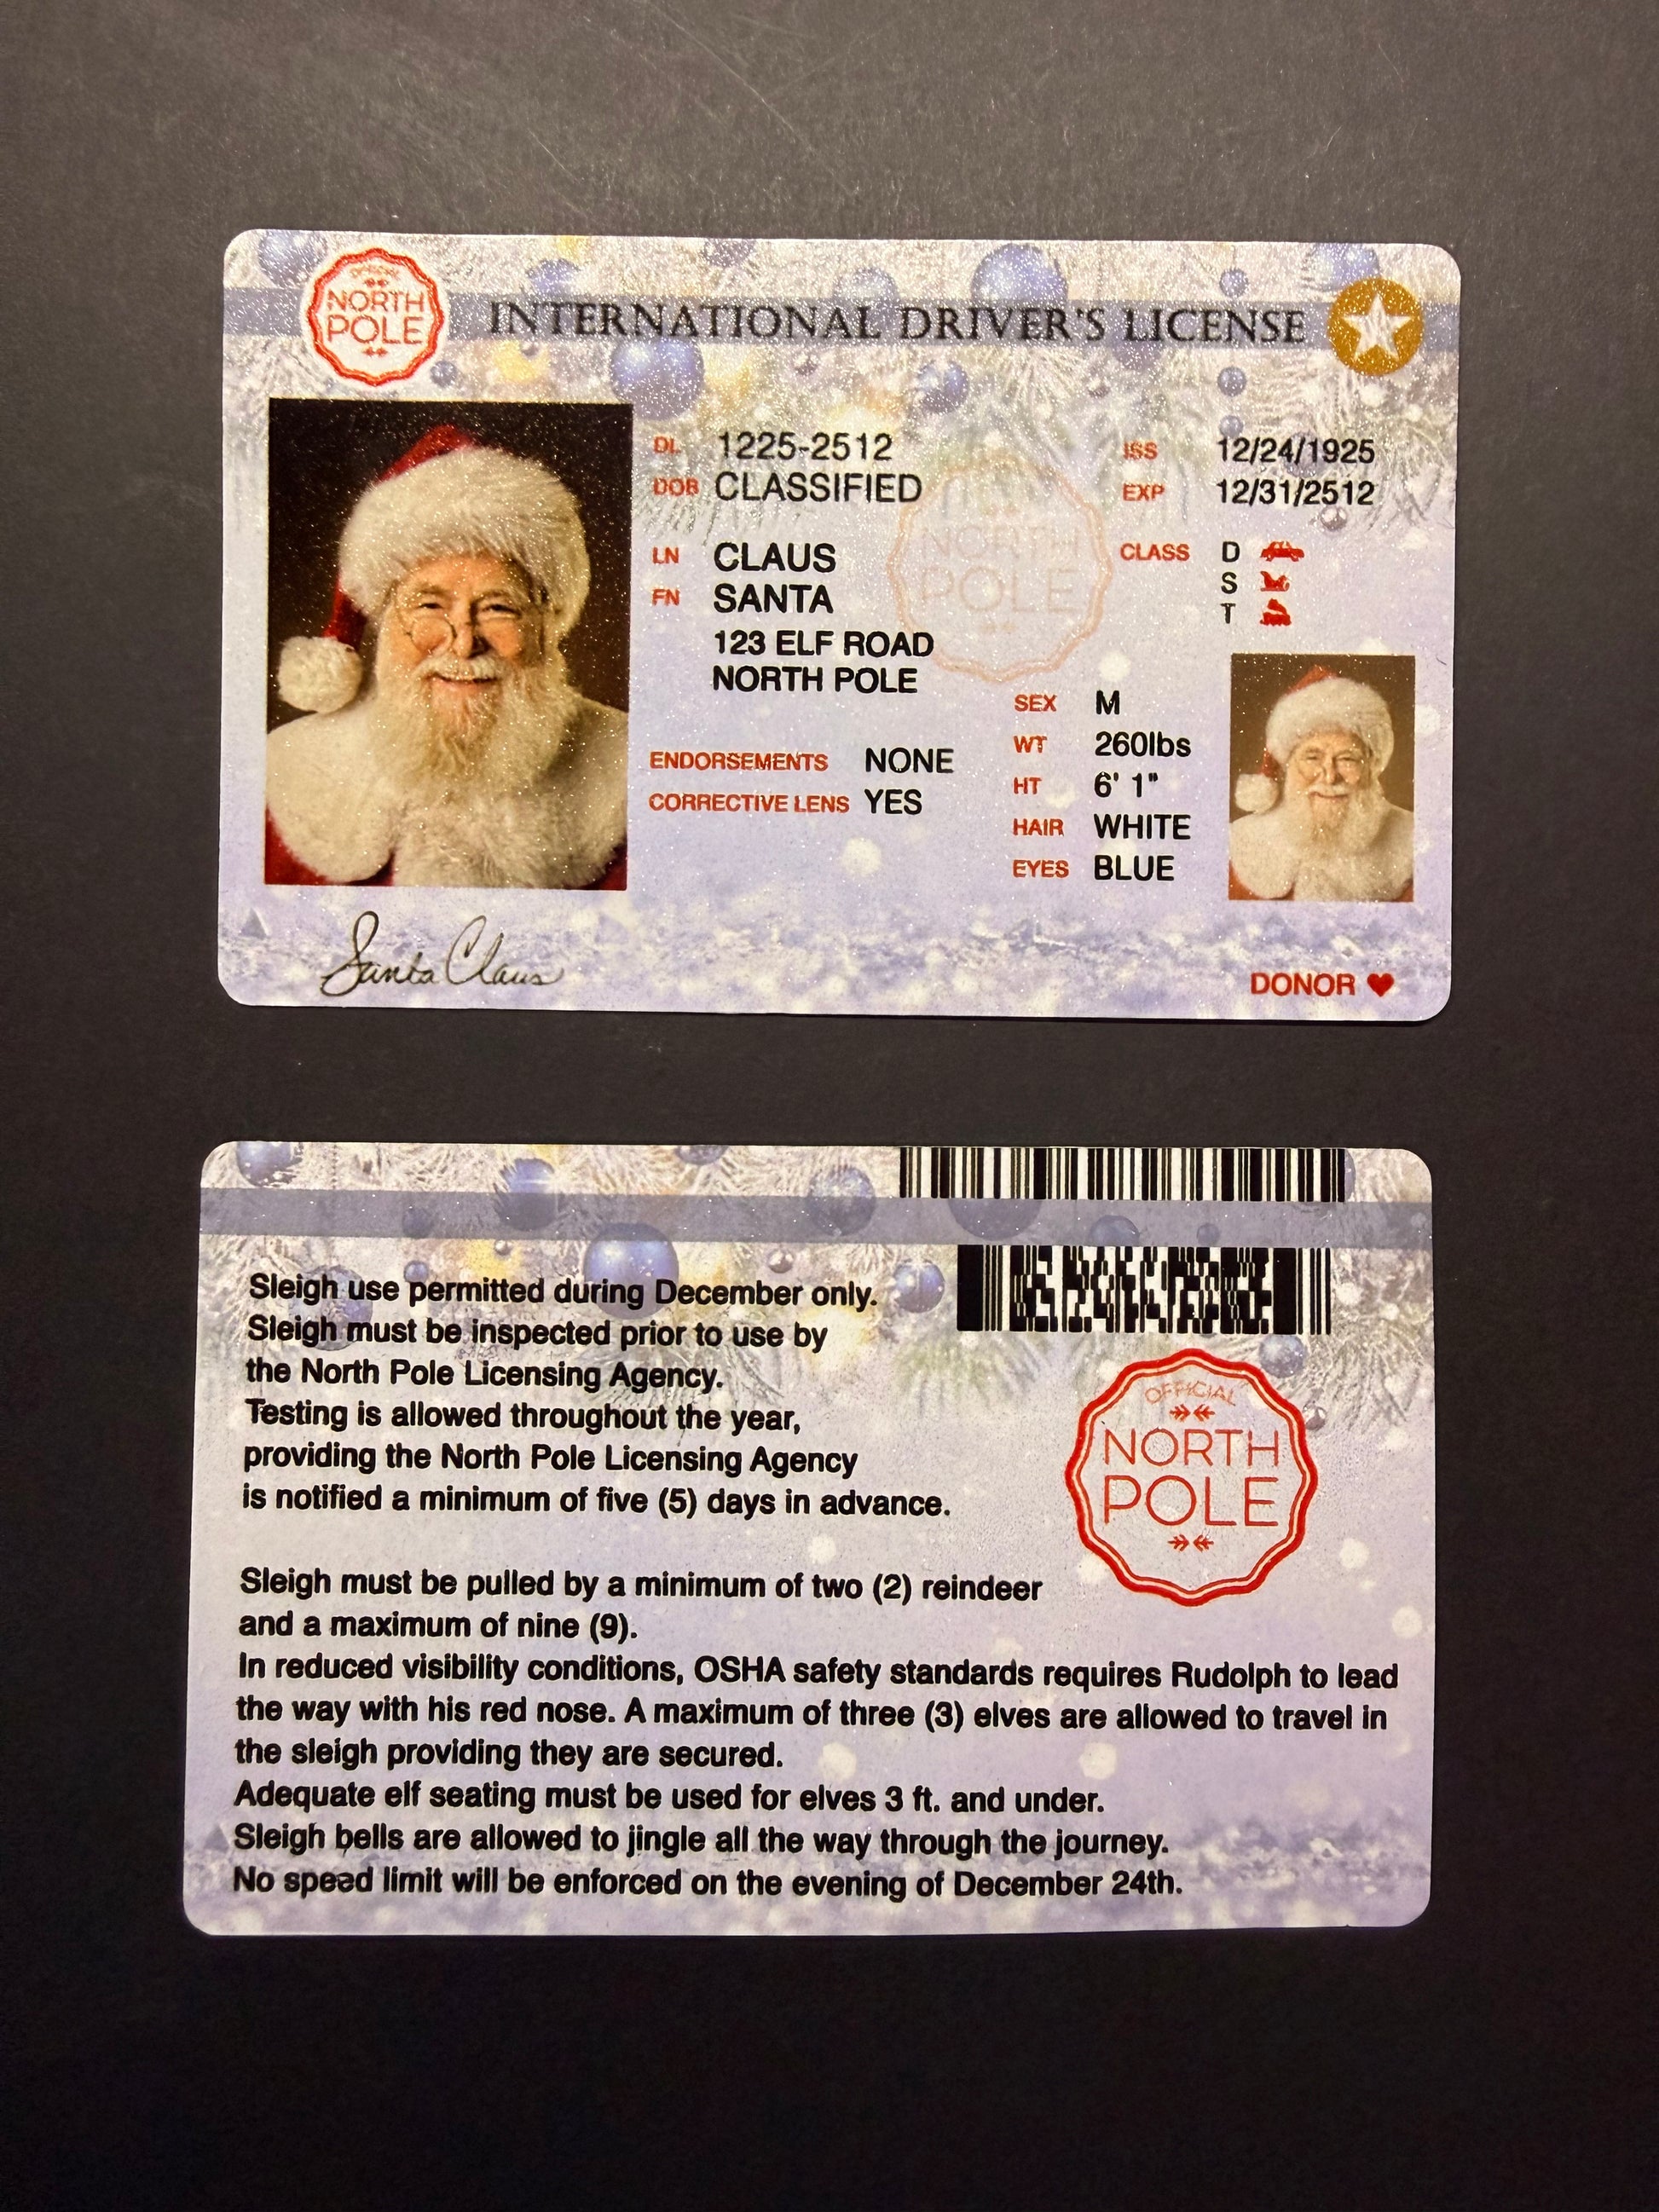 OFFICIAL
NORTH
POLE
INTERNATIONAL DRIVER'S LICENSE
DL 1225-2512
DOB CLASSIFIED
ISS 12/24/1925
EXP 12/31/2512
LN CLAUS
FN SANTA
123 ELF ROAD
NORTH POLE
CLASS D
S
T
NORTH
POLE
ENDORSEMENTS NONE
CORRECTIVE LENS YES
SEX M
WT 260lbs
HT 6' 1"
HAIR WHITE
EYES BLUE
Santa Claus
DONOR ♥
Sleigh use permitted during December only.
Sleigh must be inspected prior to use by
the North Pole Licensing Agency.
Testing is allowed throughout the year,
providing the North Pole Licensing Agency
is notified a minimum of five (5) days in advance.
OFFICIAL
NORTH
POLE
Sleigh must be pulled by a minimum of two (2) reindeer
and a maximum of nine (9).
In reduced visibility conditions, OSHA safety standards requires Rudolph to lead
the way with his red nose. A maximum of three (3) elves are allowed to travel in
the sleigh providing they are secured.
Adequate elf seating must be used for elves 3 ft. and under.
Sleigh bells are allowed to jingle all the way through the journey.
No speed limit will be enforced on the evening of December 24th.